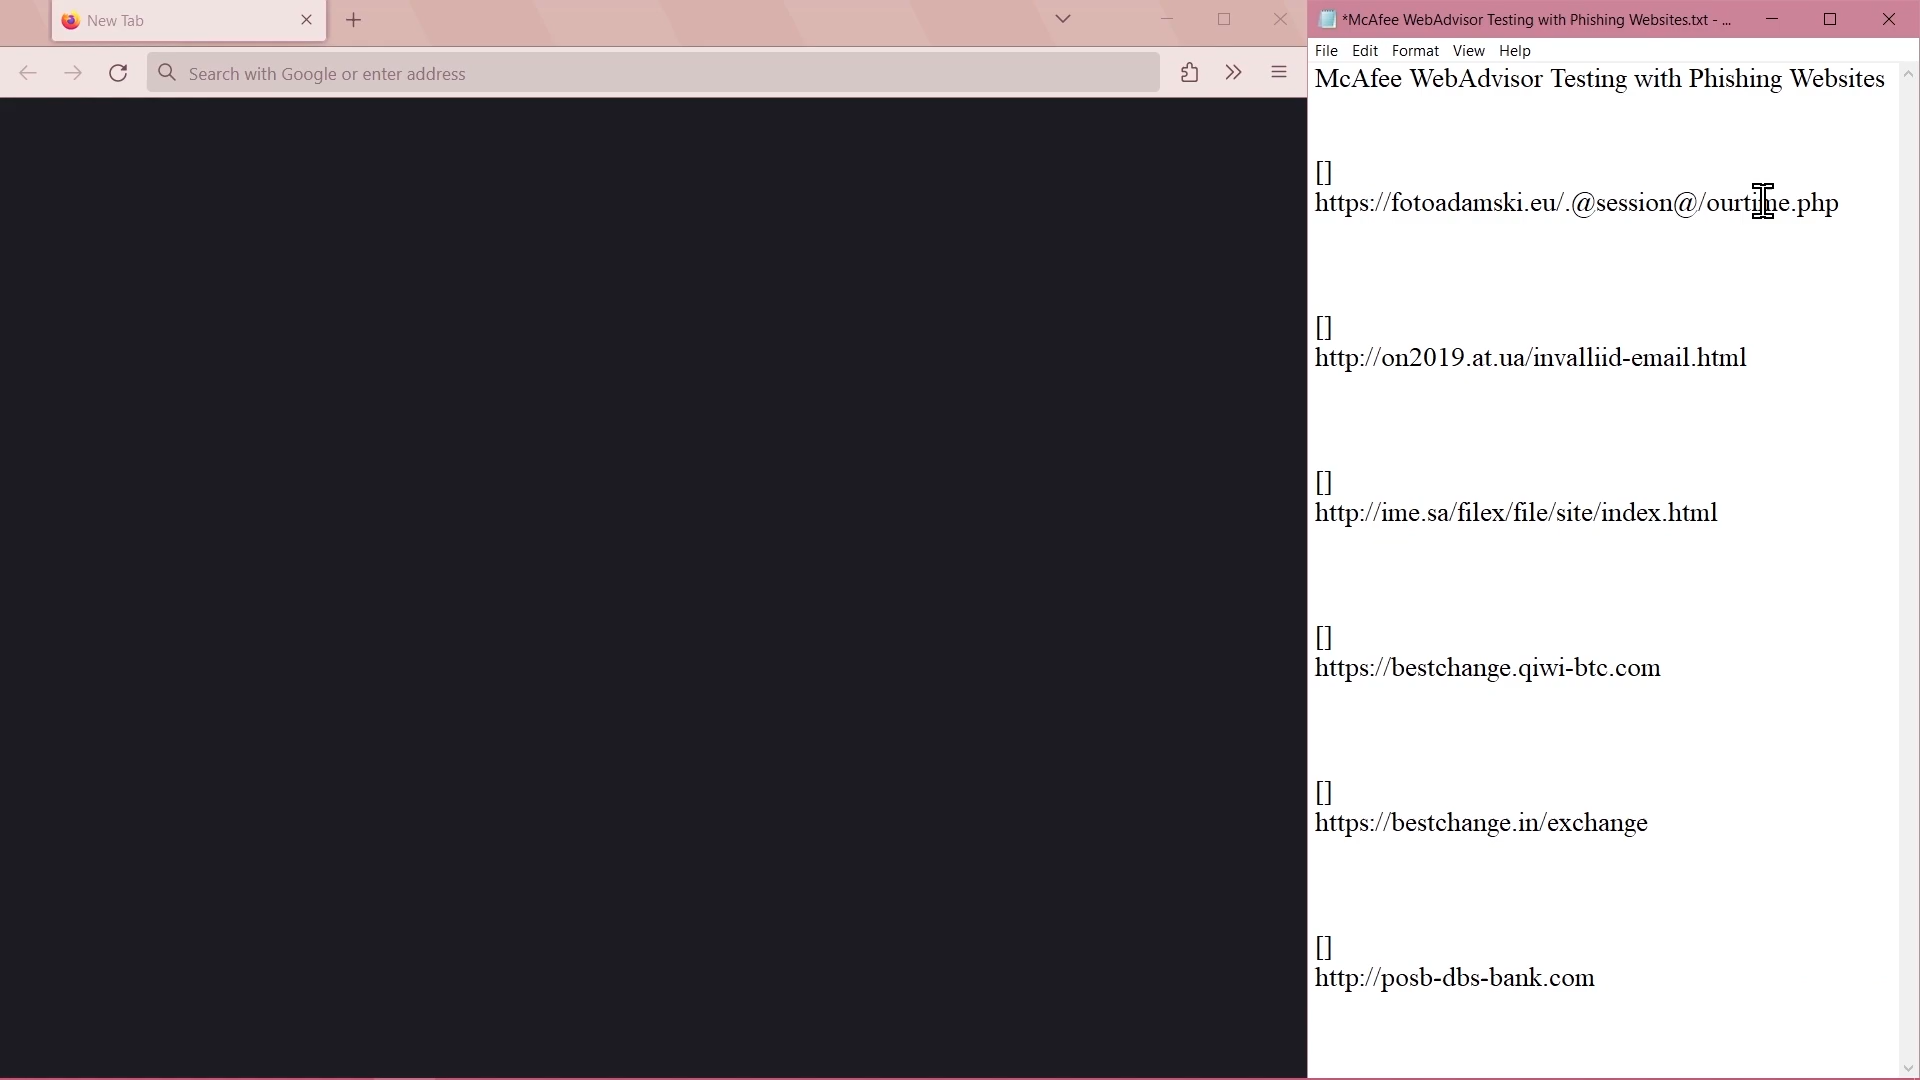 New Tab
Search with Google or enter address
*McAfee WebAdvisor Testing with Phishing Websites.txt - ...
File Edit Format View Help
McAfee WebAdvisor Testing with Phishing Websites
[]
https://fotoadamski.eu/.@session@/ourtime.php
[]
http://on2019.at.ua/invalliid-email.html
[]
http://ime.sa/filex/file/site/index.html
[]
https://bestchange.qiwi-btc.com
[]
https://bestchange.in/exchange
[]
http://posb-dbs-bank.com